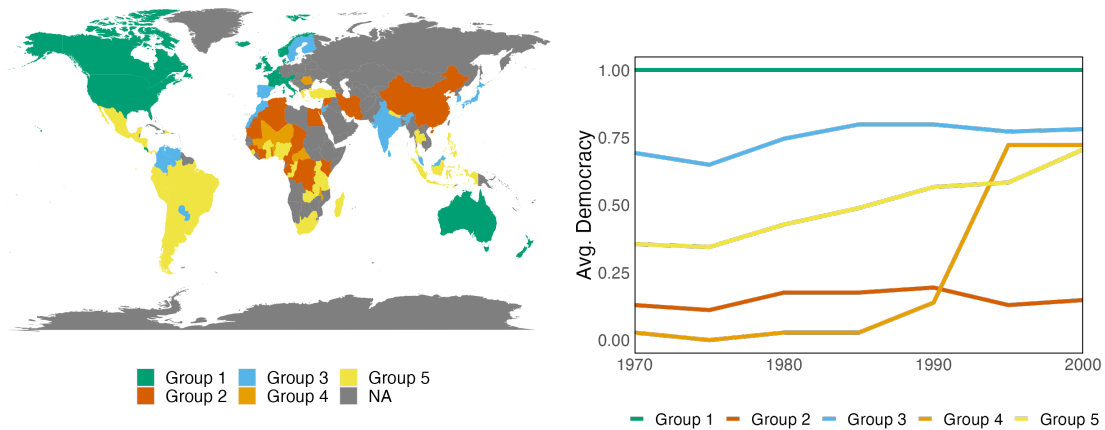 Group 1 Group 3 Group 5
Group 2 Group 4 NA
Avg. Democracy
1.00
0.75
0.50
0.25
0.00
1970 1980 1990 2000
Group 1 Group 2 Group 3 Group 4 Group 5